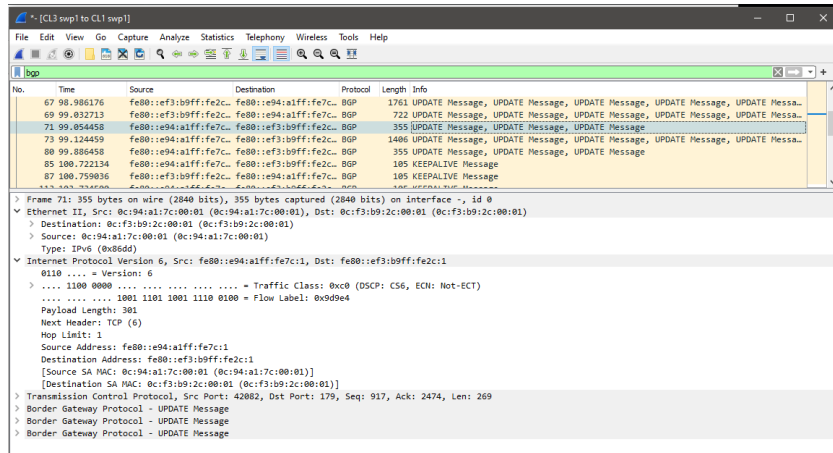 *- [CL3 swp1 to CL1 swp1]
File Edit View Go Capture Analyze Statistics Telephony Wireless Tools Help
bgp
No. Time Source Destination Protocol Length Info
67 98.986176 fe80::ef3:b9ff:fe2c… fe80::e94:a1ff:fe7c… BGP 1761 UPDATE Message, UPDATE Message, UPDATE Message, UPDATE Message, UPDATE Messa…
69 99.032713 fe80::ef3:b9ff:fe2c… fe80::e94:a1ff:fe7c… BGP 722 UPDATE Message, UPDATE Message, UPDATE Message, UPDATE Message, UPDATE Messa…
71 99.054458 fe80::e94:a1ff:fe7c… fe80::ef3:b9ff:fe2c… BGP 355 UPDATE Message, UPDATE Message, UPDATE Message
73 99.124459 fe80::e94:a1ff:fe7c… fe80::ef3:b9ff:fe2c… BGP 1406 UPDATE Message, UPDATE Message, UPDATE Message, UPDATE Message, UPDATE Messa…
80 99.886458 fe80::ef3:b9ff:fe2c… fe80::e94:a1ff:fe7c… BGP 355 UPDATE Message, UPDATE Message, UPDATE Message
85 100.722134 fe80::e94:a1ff:fe7c… fe80::ef3:b9ff:fe2c… BGP 105 KEEPALIVE Message
87 100.759036 fe80::ef3:b9ff:fe2c… fe80::e94:a1ff:fe7c… BGP 105 KEEPALIVE Message
Frame 71: 355 bytes on wire (2840 bits), 355 bytes captured (2840 bits) on interface -, id 0
Ethernet II, Src: 0c:94:a1:7c:00:01 (0c:94:a1:7c:00:01), Dst: 0c:f3:b9:2c:00:01 (0c:f3:b9:2c:00:01)
Destination: 0c:f3:b9:2c:00:01 (0c:f3:b9:2c:00:01)
Source: 0c:94:a1:7c:00:01 (0c:94:a1:7c:00:01)
Type: IPv6 (0x86dd)
Internet Protocol Version 6, Src: fe80::e94:a1ff:fe7c:1, Dst: fe80::ef3:b9ff:fe2c:1
0110 .... = Version: 6
.... 1100 0000 .... .... .... .... .... = Traffic Class: 0xc0 (DSCP: CS6, ECN: Not-ECT)
.... .... .... 1001 1101 1001 1110 0100 = Flow Label: 0x9d9e4
Payload Length: 301
Next Header: TCP (6)
Hop Limit: 1
Source Address: fe80::e94:a1ff:fe7c:1
Destination Address: fe80::ef3:b9ff:fe2c:1
[Source SA MAC: 0c:94:a1:7c:00:01 (0c:94:a1:7c:00:01)]
[Destination SA MAC: 0c:f3:b9:2c:00:01 (0c:f3:b9:2c:00:01)]
Transmission Control Protocol, Src Port: 42082, Dst Port: 179, Seq: 917, Ack: 2474, Len: 269
Border Gateway Protocol - UPDATE Message
Border Gateway Protocol - UPDATE Message
Border Gateway Protocol - UPDATE Message